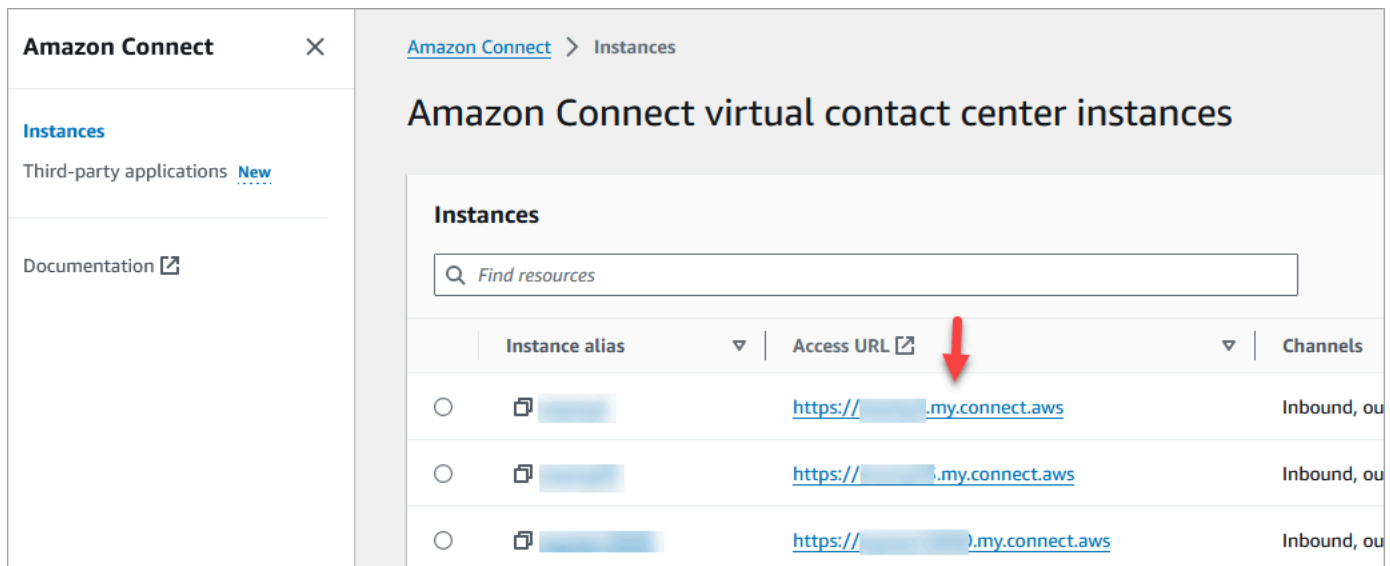 Amazon Connect
Instances
Third-party applications New
Documentation
Amazon Connect > Instances
Amazon Connect virtual contact center instances
Instances
Find resources
Instance alias Access URL Channels
https:// .my.connect.aws Inbound, ou
https:// .my.connect.aws Inbound, ou
https:// .my.connect.aws Inbound, ou